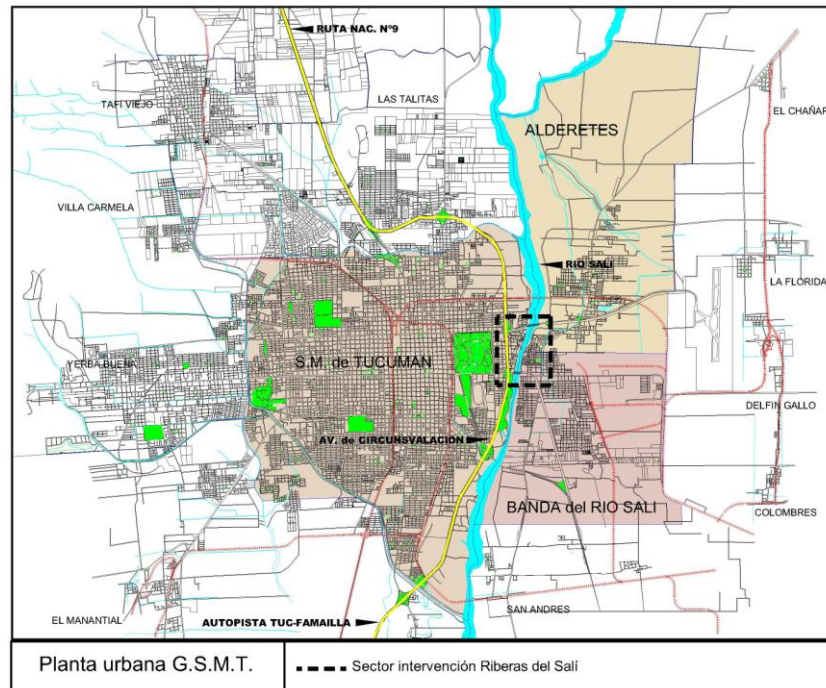 RUTA NAC. Nº9
TAFI VIEJO
LAS TALITAS
EL CHAÑAR
ALDERETES
VILLA CARMELA
RIO SALI
LA FLORIDA
S.M. de TUCUMAN
YERBA BUENA
DELFIN GALLO
AV. de CIRCUNSVALACION
BANDA del RIO SALI
COLOMBRES
SAN ANDRES
EL MANANTIAL
AUTOPISTA TUC-FAMAILLA
Planta urbana G.S.M.T.
Sector intervención Riberas del Salí